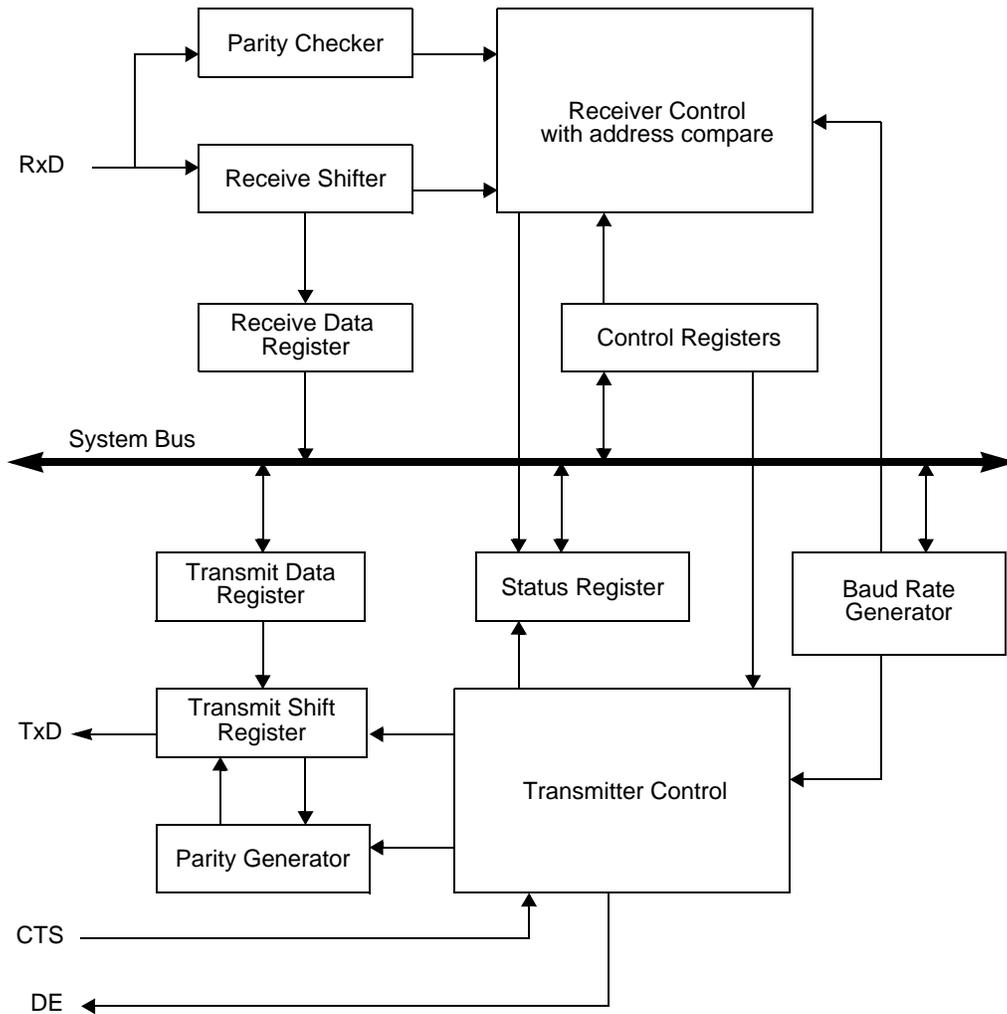 Parity Checker
Receiver Control
with address compare
RxD
Receive Shifter
Receive Data
Register
Control Registers
System Bus
Transmit Data
Register
Status Register
Baud Rate
Generator
Transmit Shift
Register
TxD
Transmitter Control
Parity Generator
CTS
DE